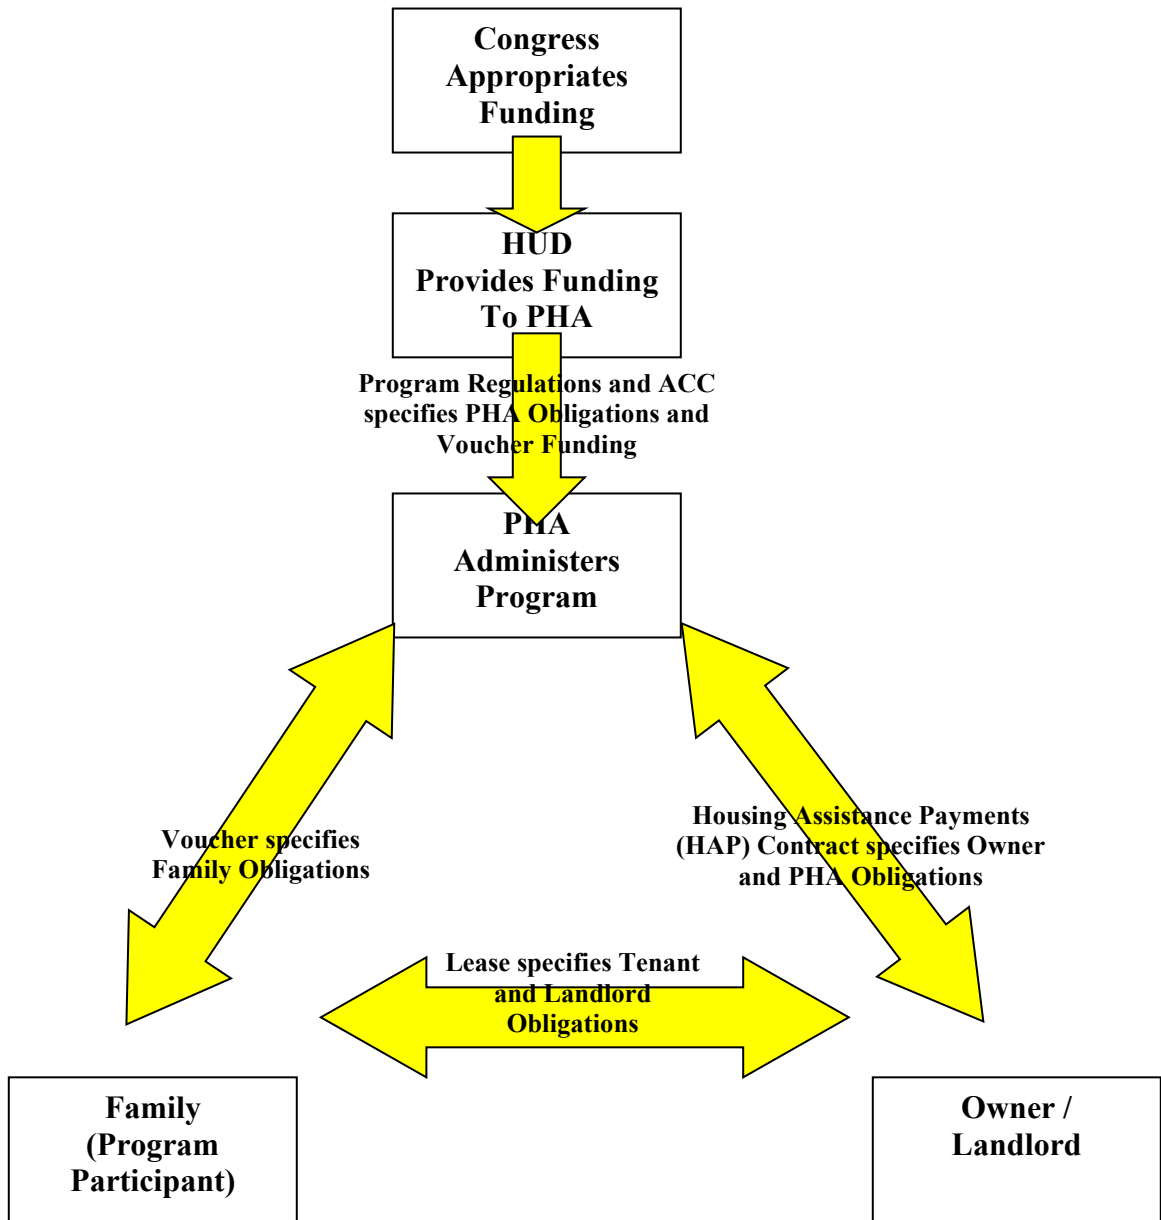 Congress
Appropriates
Funding
HUD
Provides Funding
To PHA
Program Regulations and ACC
specifies PHA Obligations and
Voucher Funding
PHA
Administers
Program
Voucher specifies
Family Obligations
Housing Assistance Payments
(HAP) Contract specifies Owner
and PHA Obligations
Lease specifies Tenant
and Landlord
Obligations
Family
(Program
Participant)
Owner /
Landlord